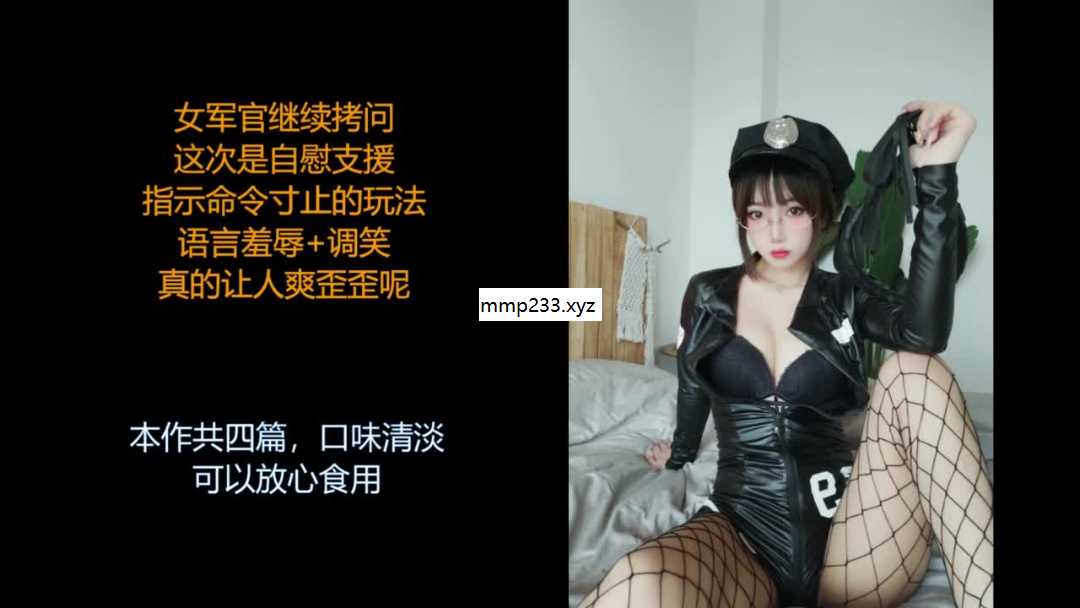 女军官继续拷问
这次是自慰支援
指示命令寸止的玩法
语言羞辱+调笑
真的让人爽歪歪呢
mmp233.xyz
本作共四篇，口味清淡
可以放心食用